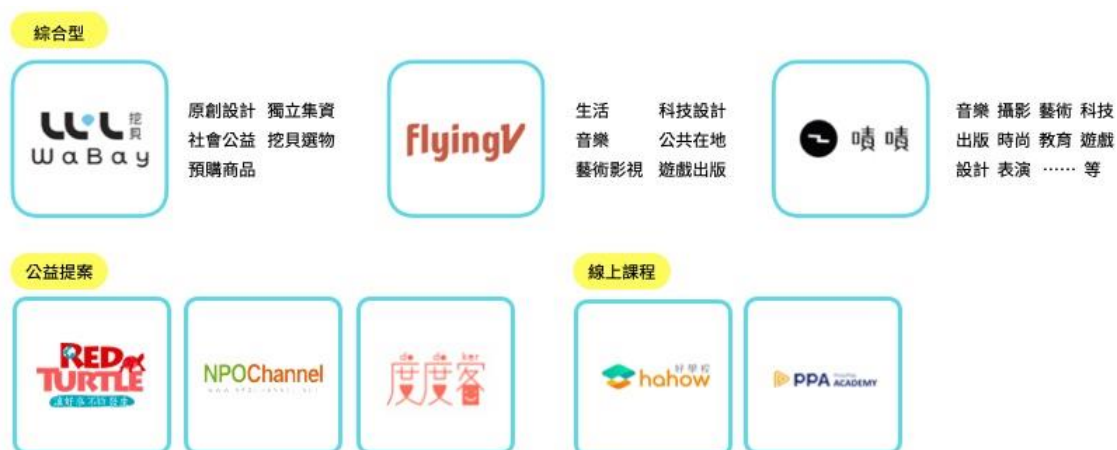 綜合型
挖貝
WaBay
原創設計 獨立集資
社會公益 挖貝選物
預購商品
flyingV
生活 科技設計
音樂 公共在地
藝術影視 遊戲出版
嘖嘖
音樂 攝影 藝術 科技
出版 時尚 教育 遊戲
設計 表演 …… 等
公益提案
線上課程
RED
TURTLE
NPOChannel
do do ker
度度客
好學校
hahow
PPA ACADEMY